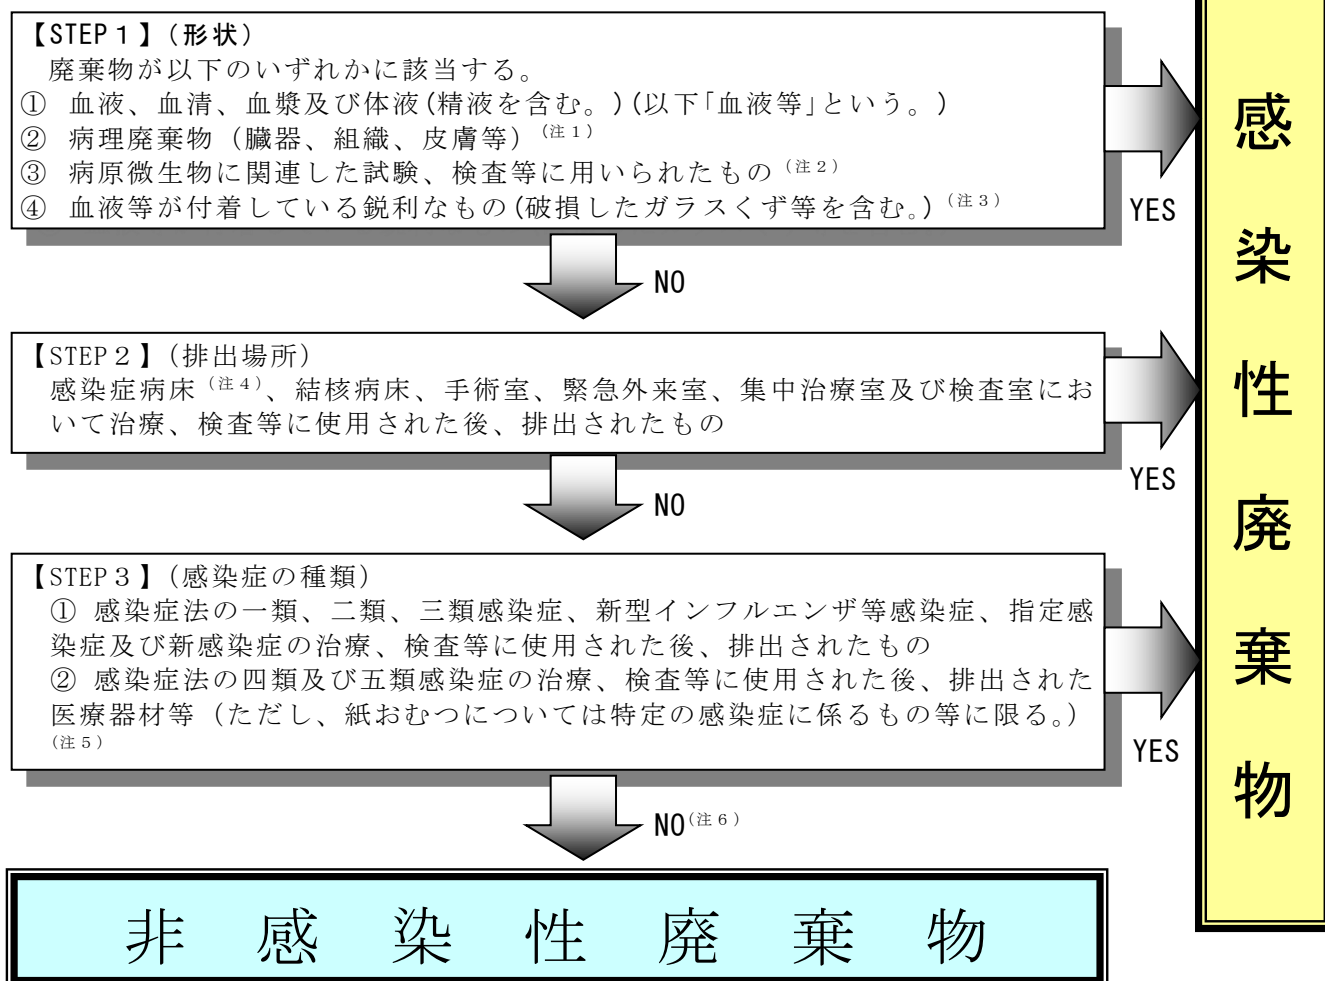 【STEP１】(形状)
廃棄物が以下のいずれかに該当する。
① 血液、血清、血漿及び体液(精液を含む。)(以下「血液等」という。)
② 病理廃棄物（臓器、組織、皮膚等）(注１)
③ 病原微生物に関連した試験、検査等に用いられたもの(注２)
④ 血液等が付着している鋭利なもの(破損したガラスくず等を含む。)(注３)
YES
NO
【STEP２】(排出場所)
感染症病床(注４)、結核病床、手術室、緊急外来室、集中治療室及び検査室にお
いて治療、検査等に使用された後、排出されたもの
YES
NO
【STEP３】(感染症の種類)
① 感染症法の一類、二類、三類感染症、新型インフルエンザ等感染症、指定感
染症及び新感染症の治療、検査等に使用された後、排出されたもの
② 感染症法の四類及び五類感染症の治療、検査等に使用された後、排出された
医療器材等（ただし、紙おむつについては特定の感染症に係るもの等に限る。）
(注５)
YES
NO(注６)
非感染性廃棄物
感染性廃棄物